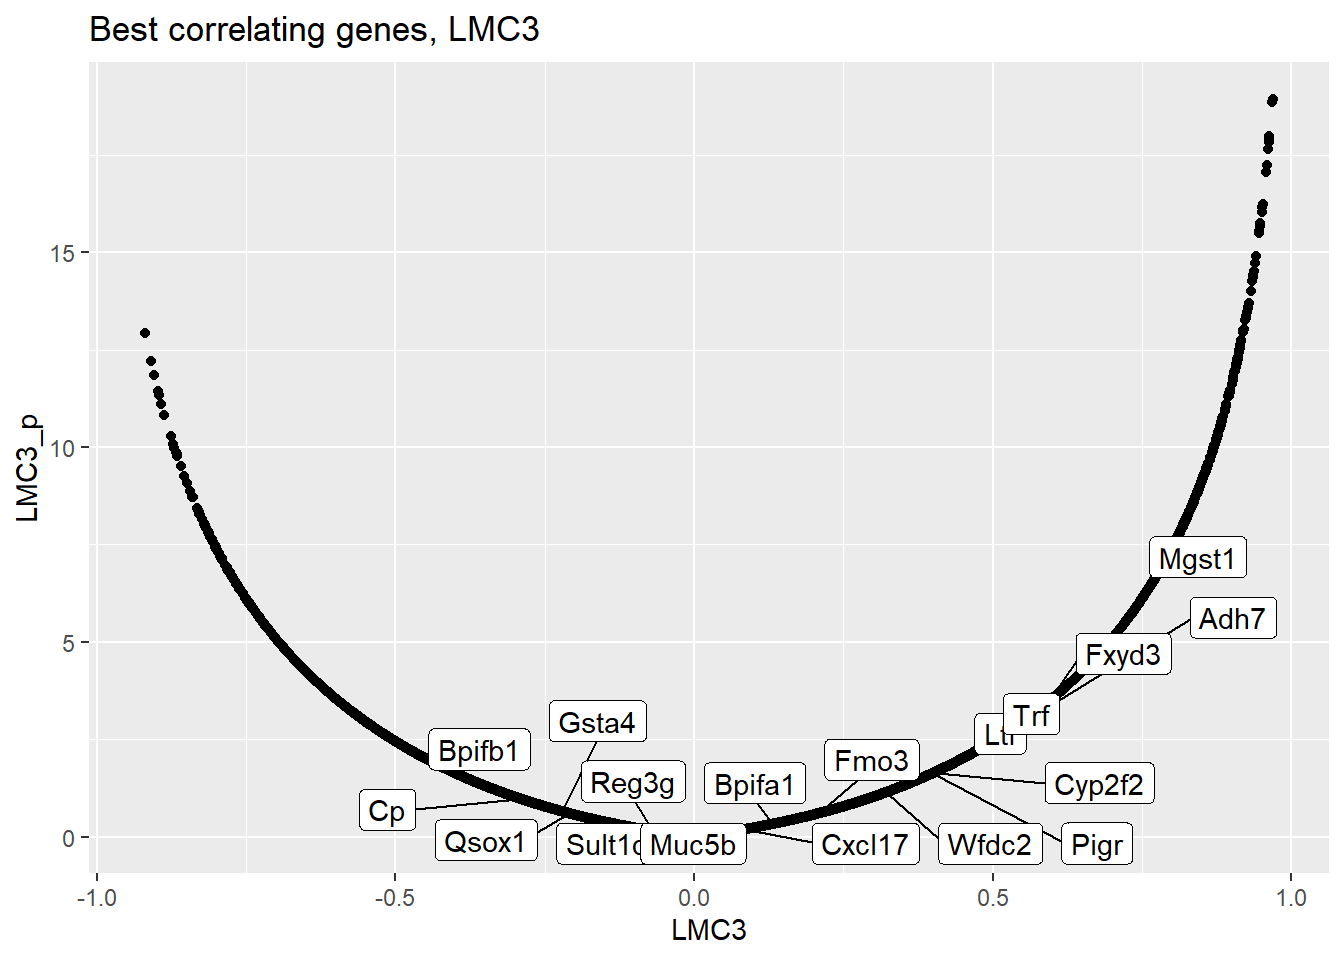 Best correlating genes, LMC3
LMC3_p
15
10
5
0
Mgst1
Adh7
Fxyd3
Trf
Gsta4
Bpifb1
Fmo3
Reg3g
Bpifa1
Cyp2f2
Cp
Qsox1
Muc5b
Cxcl17
Wfdc2
Pigr
-1.0
-0.5
0.0
0.5
1.0
LMC3